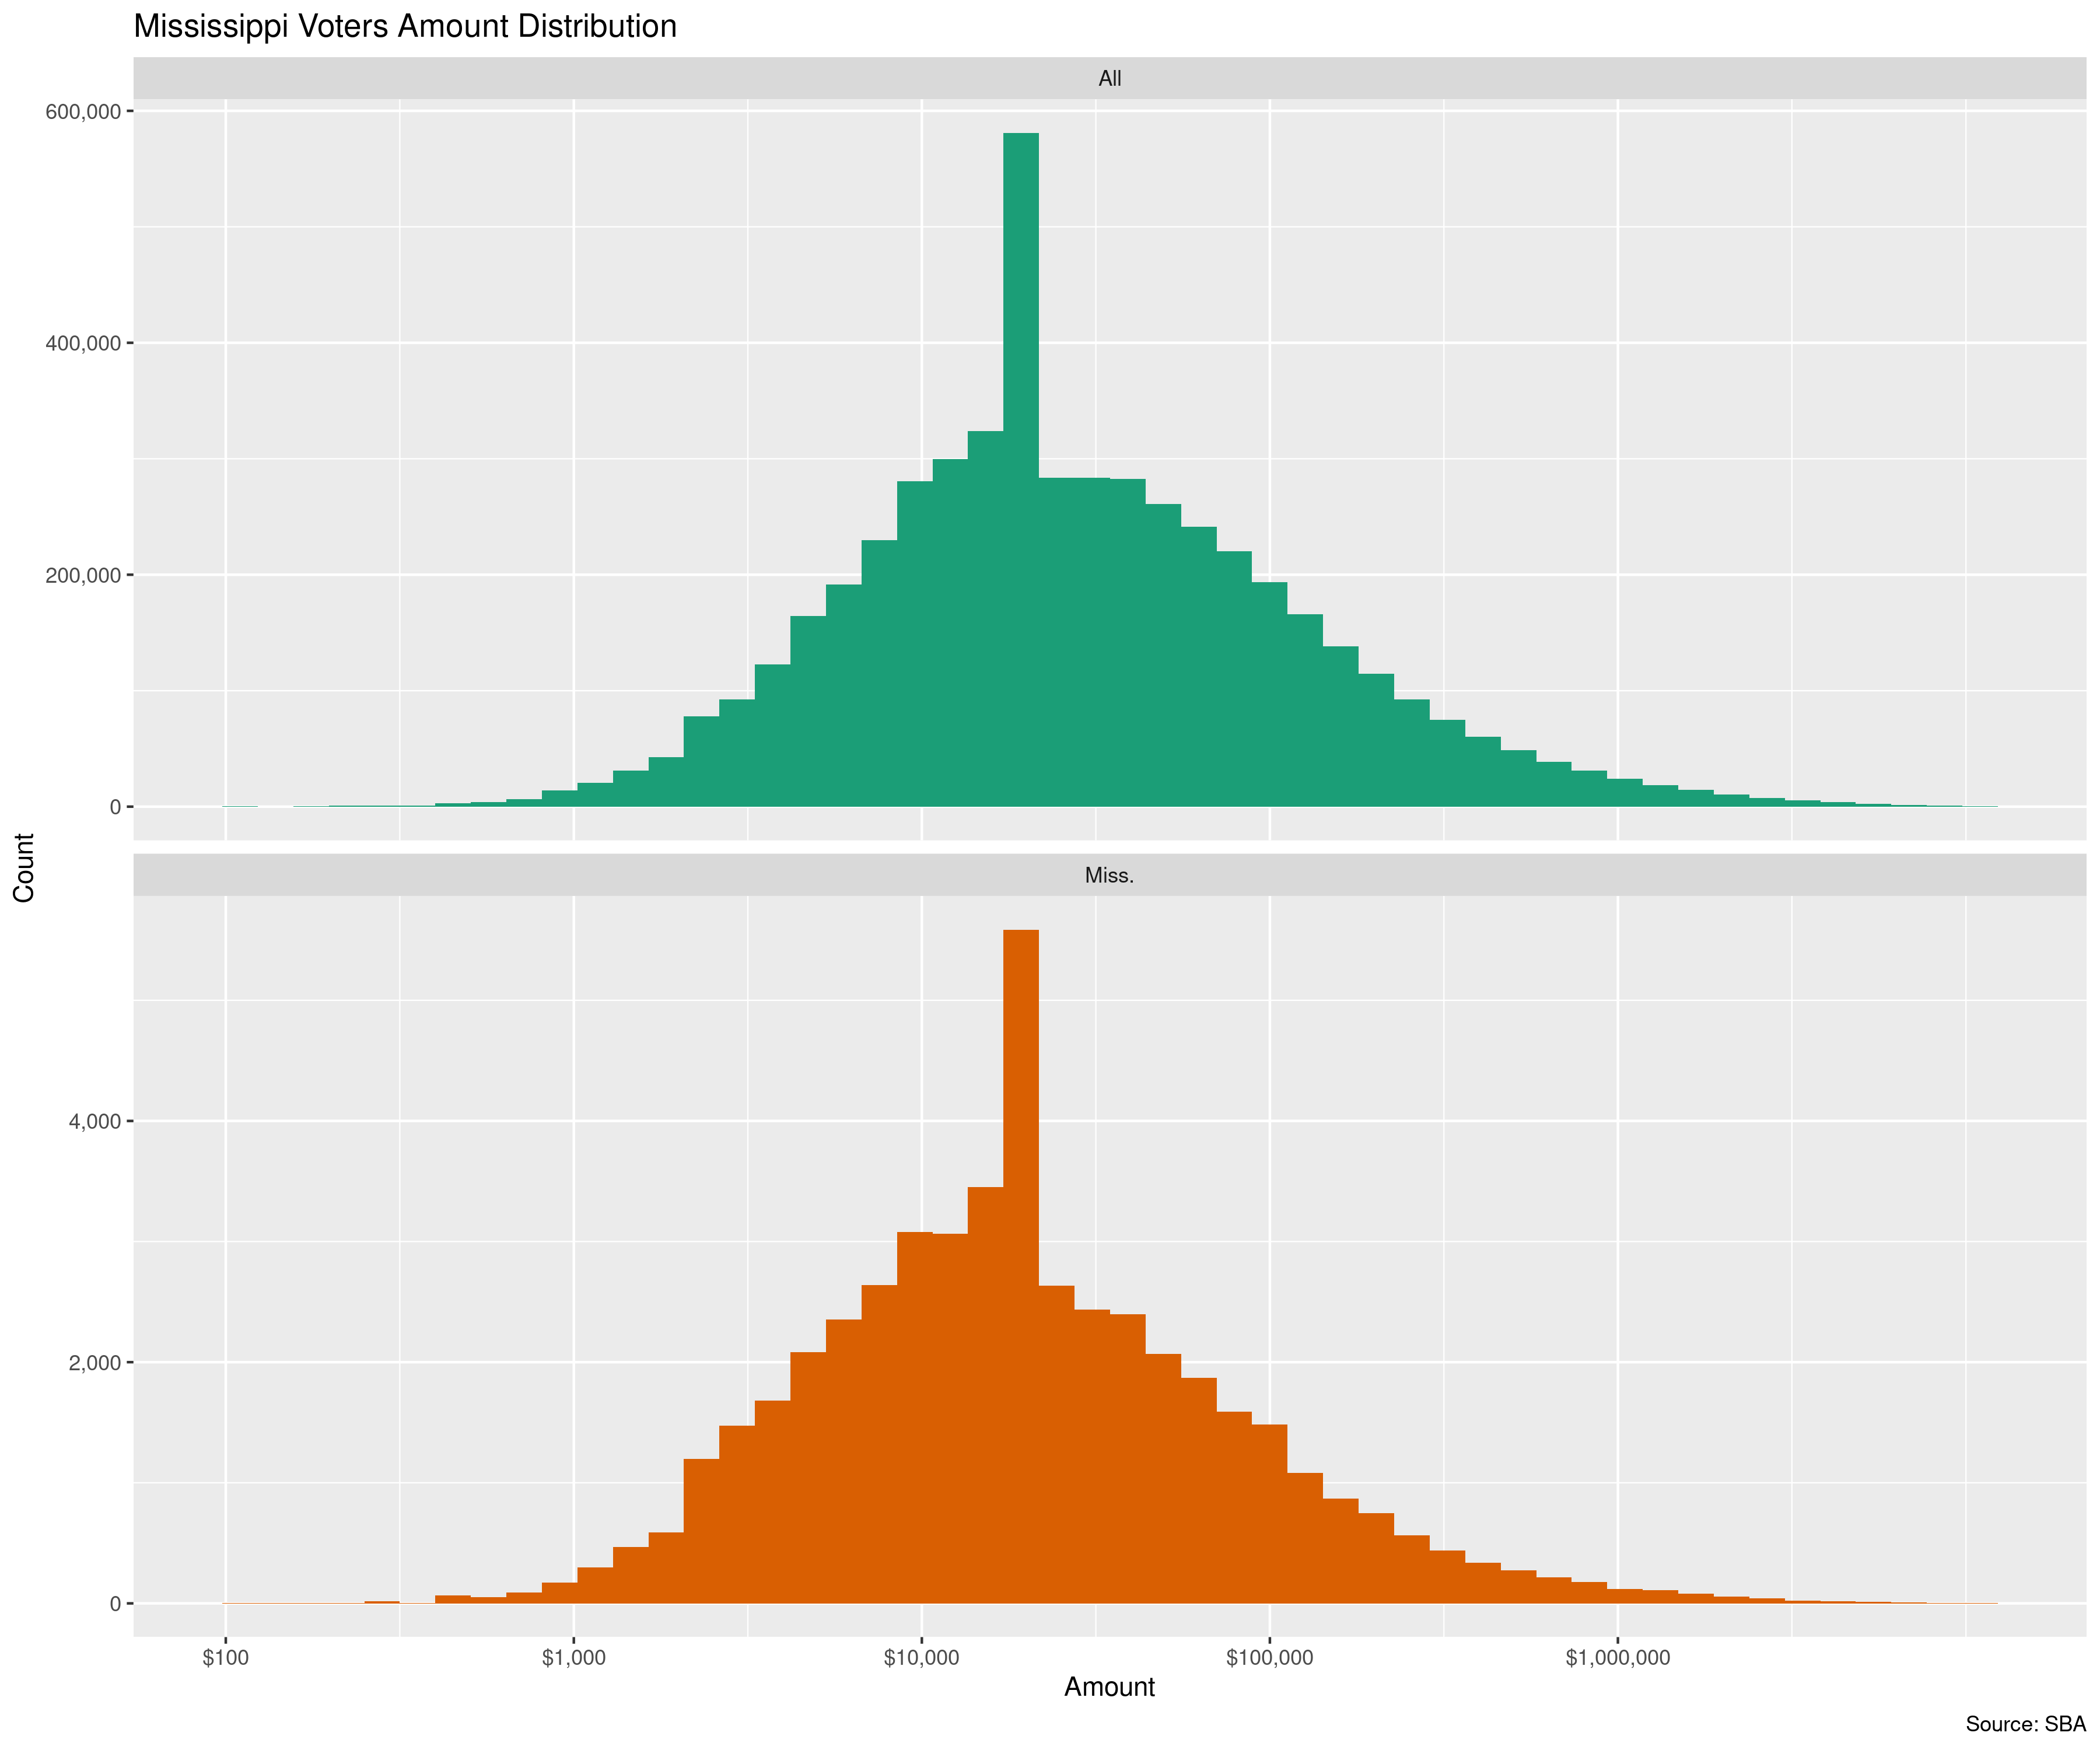 Mississippi Voters Amount Distribution
All
600,000
400,000
200,000
0
Count
Miss.
4,000
2,000
0
$100 $1,000 $10,000 $100,000 $1,000,000
Amount
Source: SBA